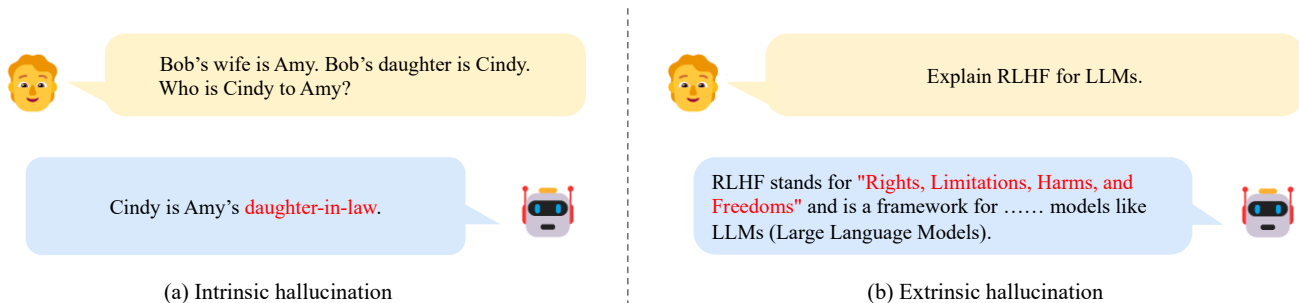 Bob’s wife is Amy. Bob’s daughter is Cindy.
Who is Cindy to Amy?
Cindy is Amy’s daughter-in-law.
(a) Intrinsic hallucination
Explain RLHF for LLMs.
RLHF stands for "Rights, Limitations, Harms, and
Freedoms" and is a framework for …… models like
LLMs (Large Language Models).
(b) Extrinsic hallucination